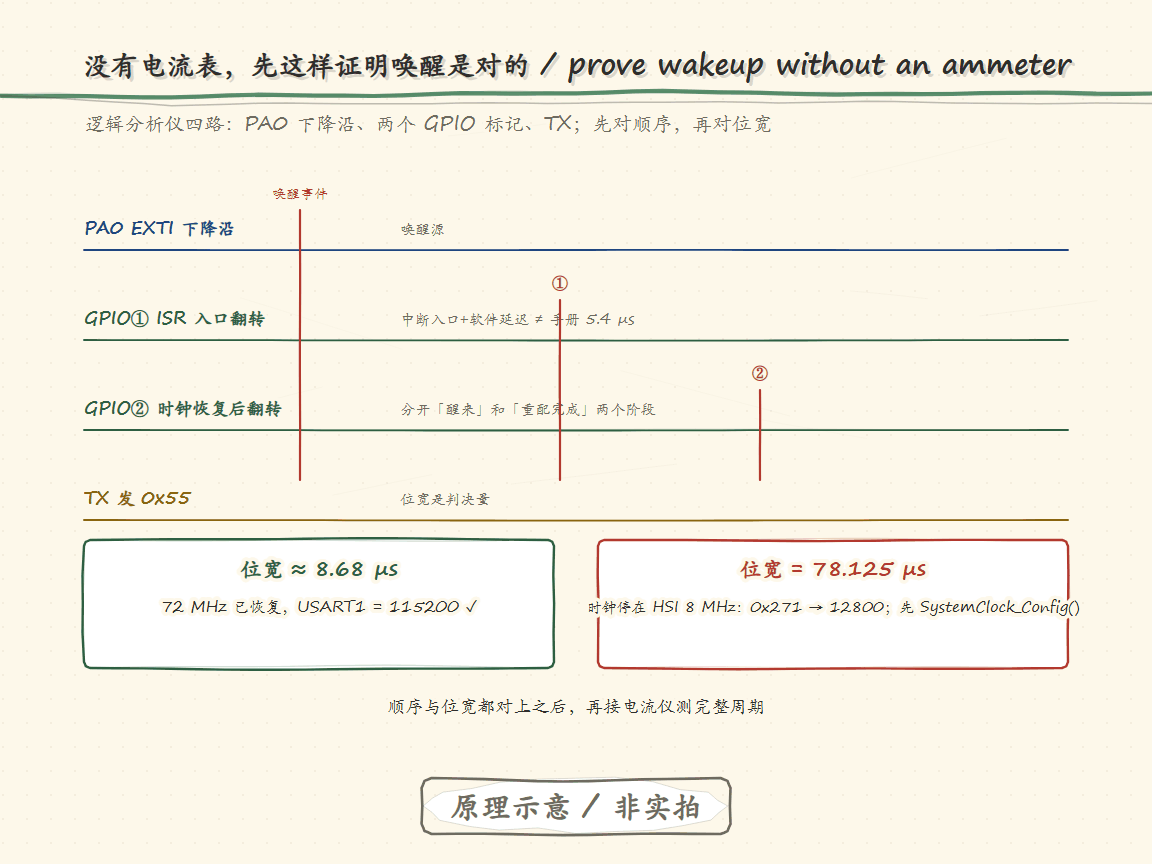 没有电流表，先这样证明唤醒是对的 / prove wakeup without an ammeter
逻辑分析仪四路：PA0 下降沿、两个 GPIO 标记、TX；先对顺序，再对位宽
唤醒事件
PA0 EXTI 下降沿
唤醒源
①
GPIO① ISR 入口翻转
中断入口+软件延迟 ≠ 手册 5.4 µs
②
GPIO② 时钟恢复后翻转
分开「醒来」和「重配完成」两个阶段
TX 发 0x55
位宽是判决量
位宽 ≈ 8.68 µs
72 MHz 已恢复，USART1 = 115200 ✓
位宽 = 78.125 µs
时钟停在 HSI 8 MHz：0x271 → 12800；先 SystemClock_Config()
顺序与位宽都对上之后，再接电流仪测完整周期
原理示意 / 非实拍